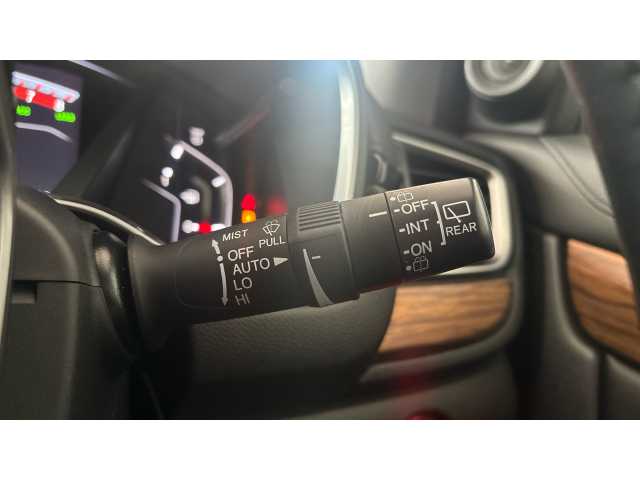 MIST
PULL
OFF
AUTO
LO
HI
OFF
INT
ON
REAR